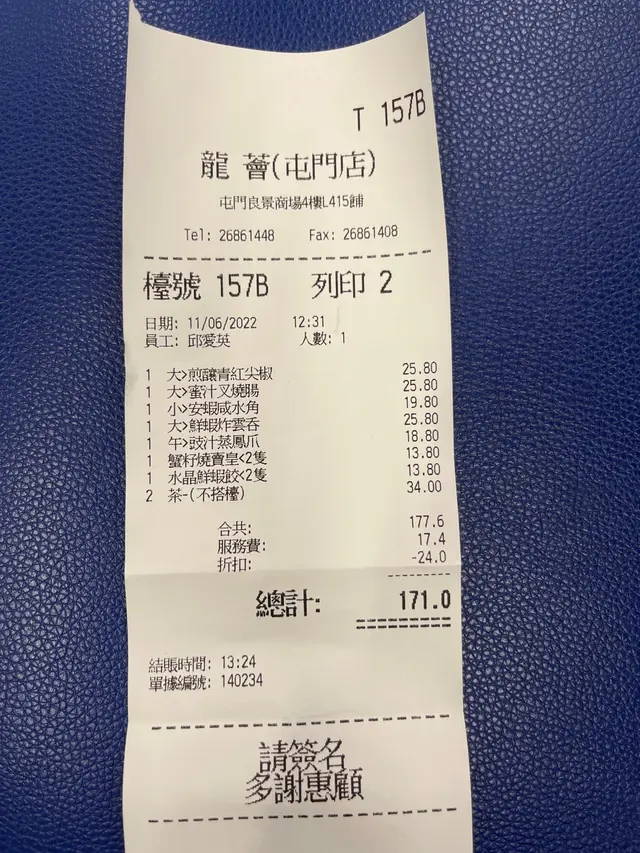 T 157B
龍 薈(屯門店)
屯門良景商場4樓L415舖
Tel: 26861448 Fax: 26861408
檯號 157B 列印 2
日期: 11/06/2022 12:31
員工: 邱愛英 人數: 1
1 大>煎讓青紅尖椒 25.80
1 大>蜜汁叉燒腸 25.80
1 小>安蝦咸水角 19.80
1 大>鮮蝦炸雲吞 25.80
1 午>豉汁蒸鳳爪 18.80
1 蟹籽燒賣皇<2隻 13.80
1 水晶鮮蝦餃<2隻 13.80
2 茶-(不搭檯) 34.00
合共: 177.6
服務費: 17.4
折扣: -24.0
總計: 171.0
結賬時間: 13:24
單據編號: 140234
請簽名
多謝惠顧